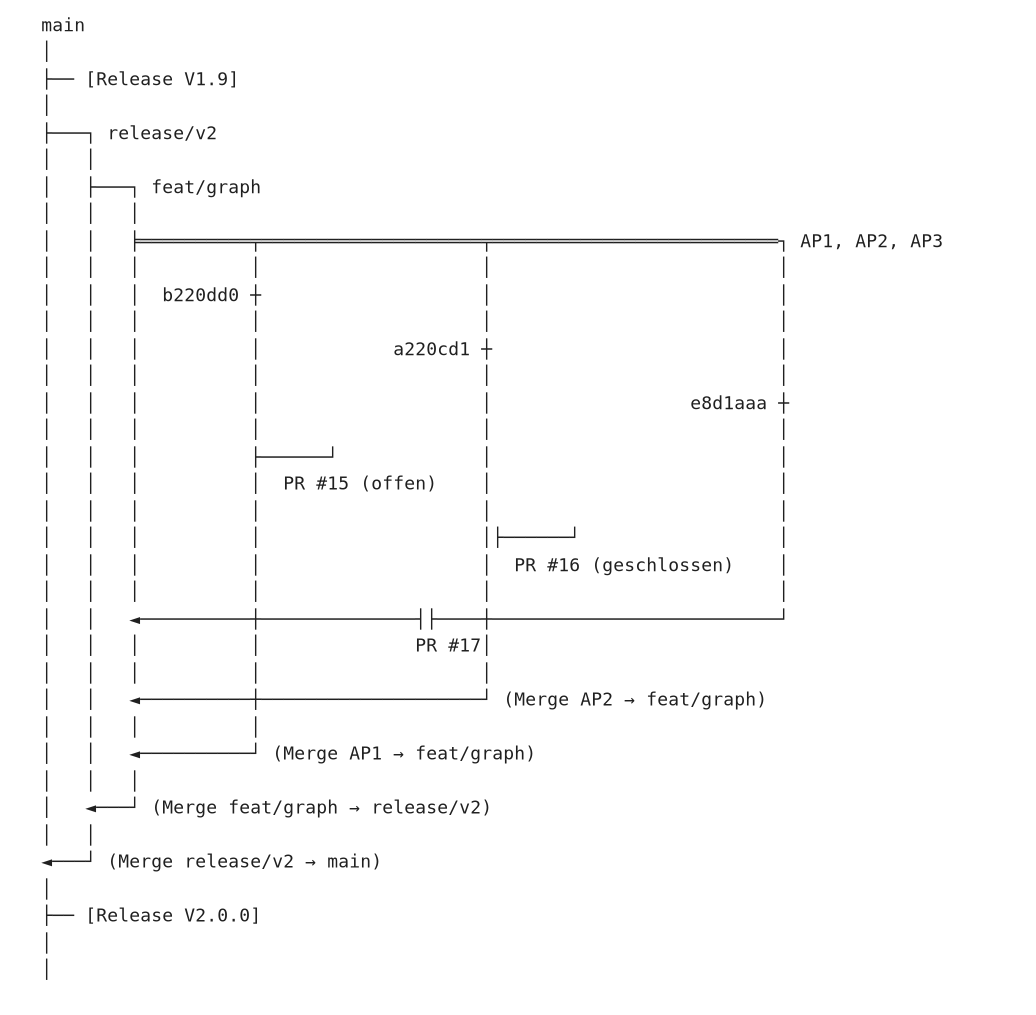 main
[Release V1.9]
release/v2
feat/graph
AP1, AP2, AP3
b220dd0
a220cd1
e8d1aaa
PR #15 (offen)
PR #16 (geschlossen)
PR #17
(Merge AP2 → feat/graph)
(Merge AP1 → feat/graph)
(Merge feat/graph → release/v2)
(Merge release/v2 → main)
[Release V2.0.0]